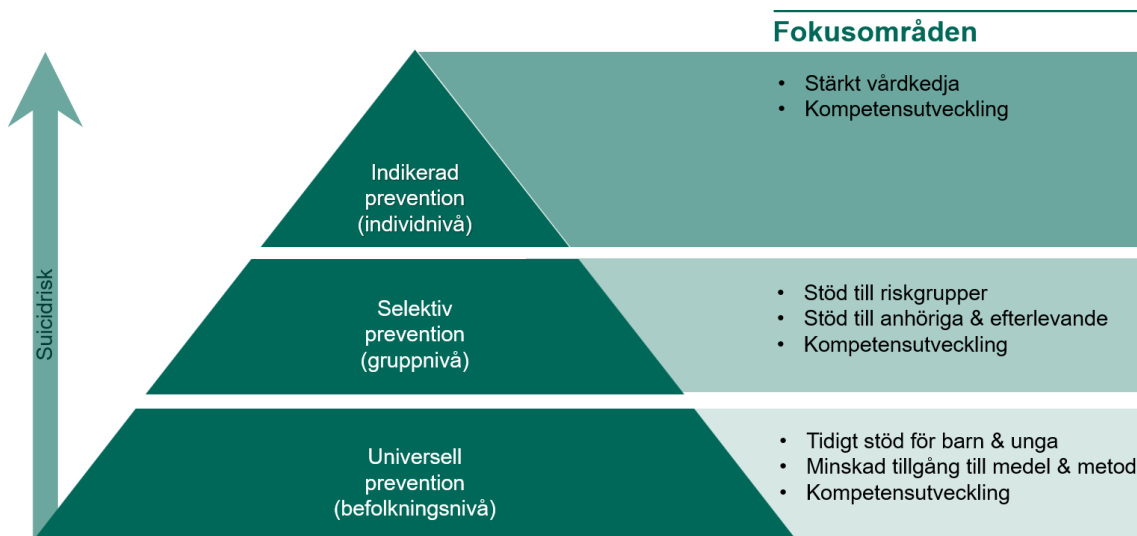 Fokusområden
• Stärkt vårdkedja
• Kompetensutveckling
Indikerad
prevention
(individnivå)
Suicidrisk
Selektiv
prevention
(gruppnivå)
• Stöd till riskgrupper
• Stöd till anhöriga & efterlevande
• Kompetensutveckling
Universell
prevention
(befolkningsnivå)
• Tidigt stöd för barn & unga
• Minskad tillgång till medel & metod
• Kompetensutveckling